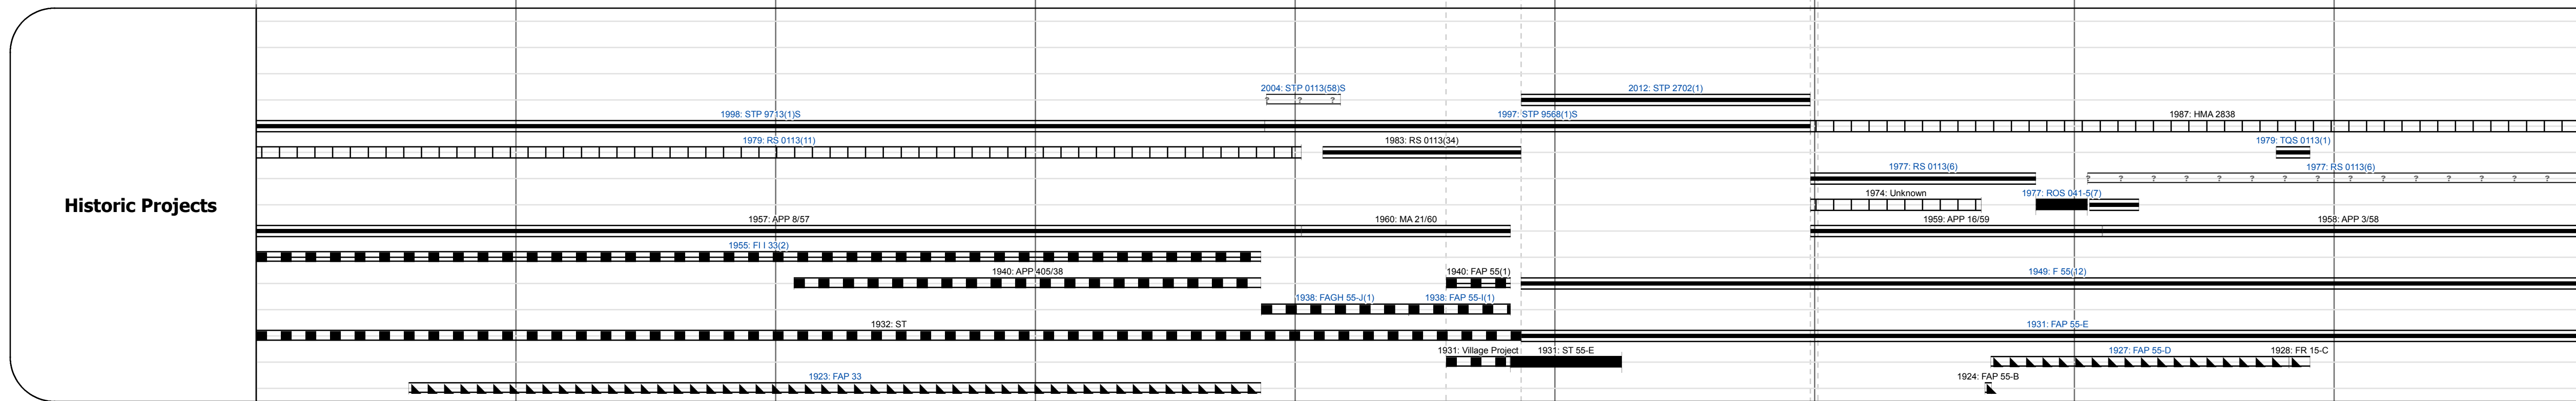 2004: STP 0113(58)S
2012: STP 2702(1)
1998: STP 9713(1)S
1997: STP 9568(1)S
1987: HMA 2838
1979: RS 0113(11)
1983: RS 0113(34)
1979: TQS 0113(1)
1977: RS 0113(6)
1977: RS 0113(6)
1974: Unknown
1977: ROS 041-5(7)
Historic Projects
1957: APP 8/57
1960: MA 21/60
1959: APP 16/59
1958: APP 3/58
1955: FI I 33(2)
1940: APP 405/38
1940: FAP 55(1)
1949: F 55(12)
1938: FAGH 55-J(1)
1938: FAP 55-I(1)
1932: ST
1931: FAP 55-E
1931: Village Project
1931: ST 55-E
1927: FAP 55-D
1928: FR 15-C
1923: FAP 33
1924: FAP 55-B